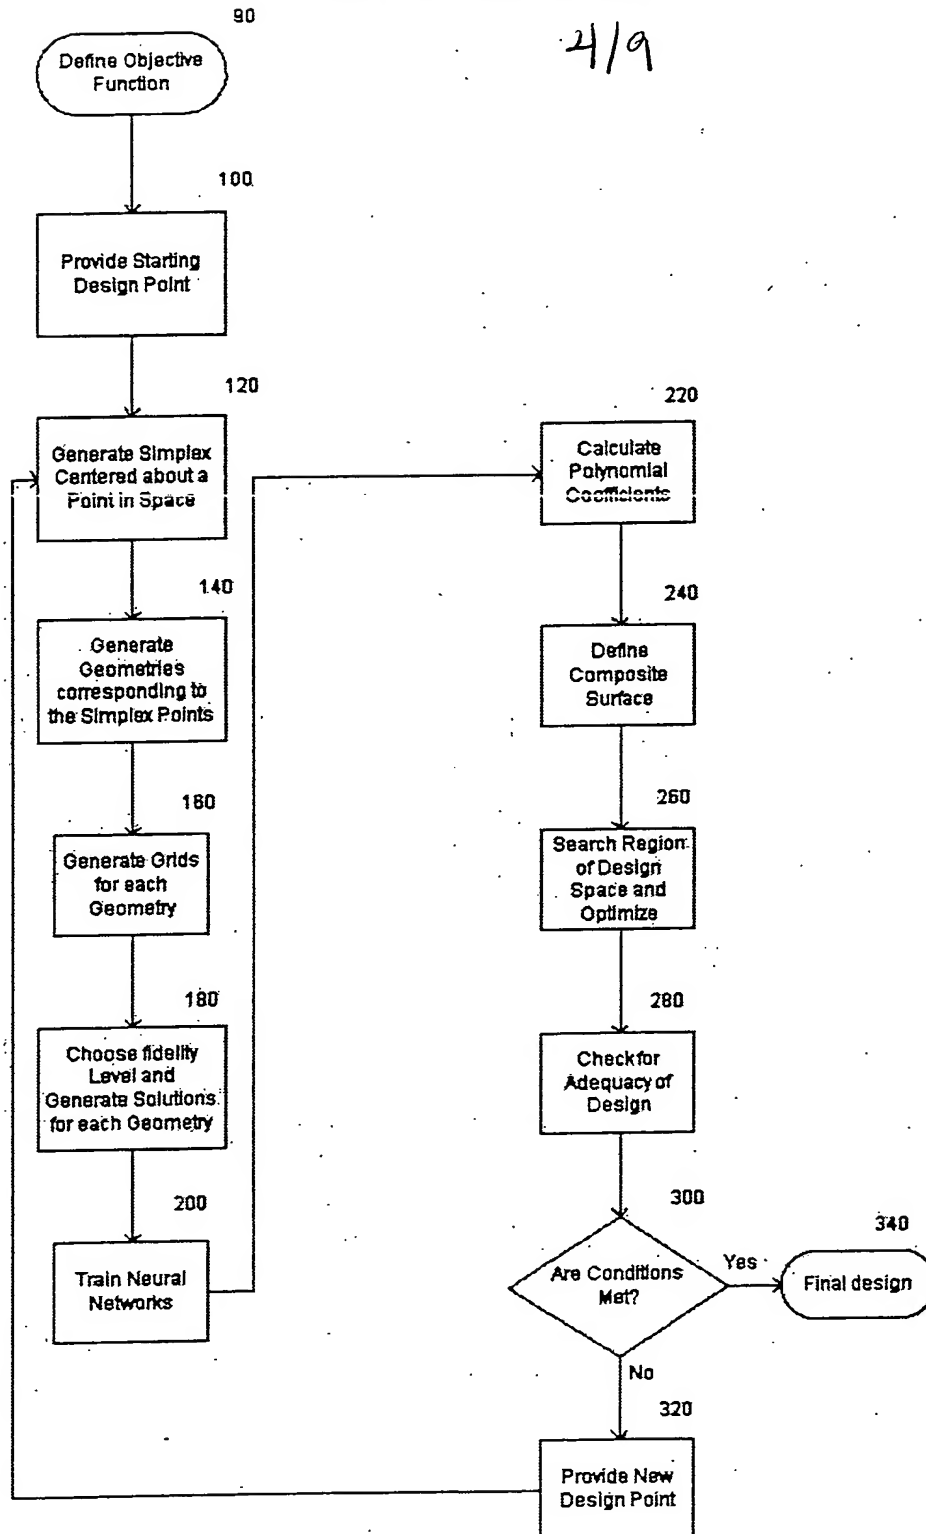 90
4/9
Define Objective
Function
100
Provide Starting
Design Point
120
Generate Simplex
Centered about a
Point in Space
140
Generate
Geometries
corresponding to
the Simplex Points
160
Generate Grids
for each
Geometry
180
Choose fidelity
Level and
Generate Solutions
for each Geometry
200
Train Neural
Networks
220
Calculate
Polynomial
Coefficients
240
Define
Composite
Surface
260
Search Region
of Design
Space and
Optimize
280
Check for
Adequacy of
Design
300
Are Conditions
Met?
Yes
340
Final design
No
320
Provide New
Design Point